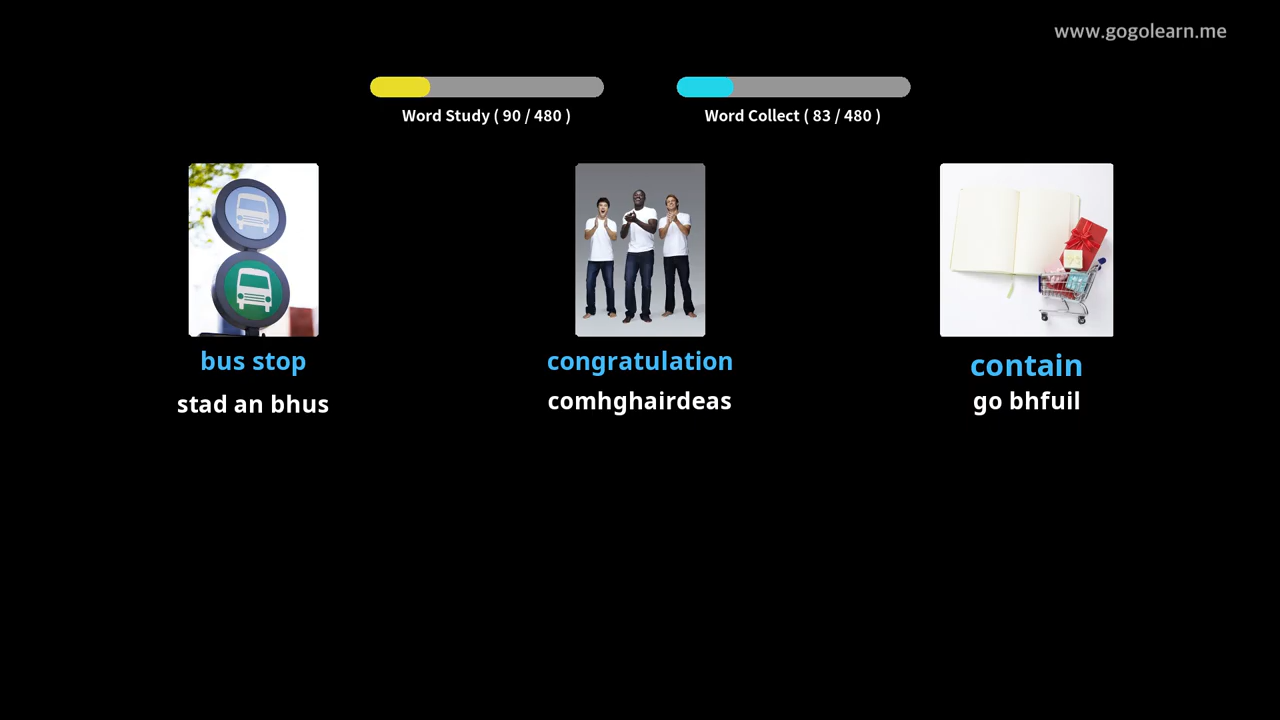 www.gogolearn.me
Word Study ( 90 / 480 )
Word Collect ( 83 / 480 )
bus stop
stad an bhus
congratulation
comhghairdeas
contain
go bhfuil